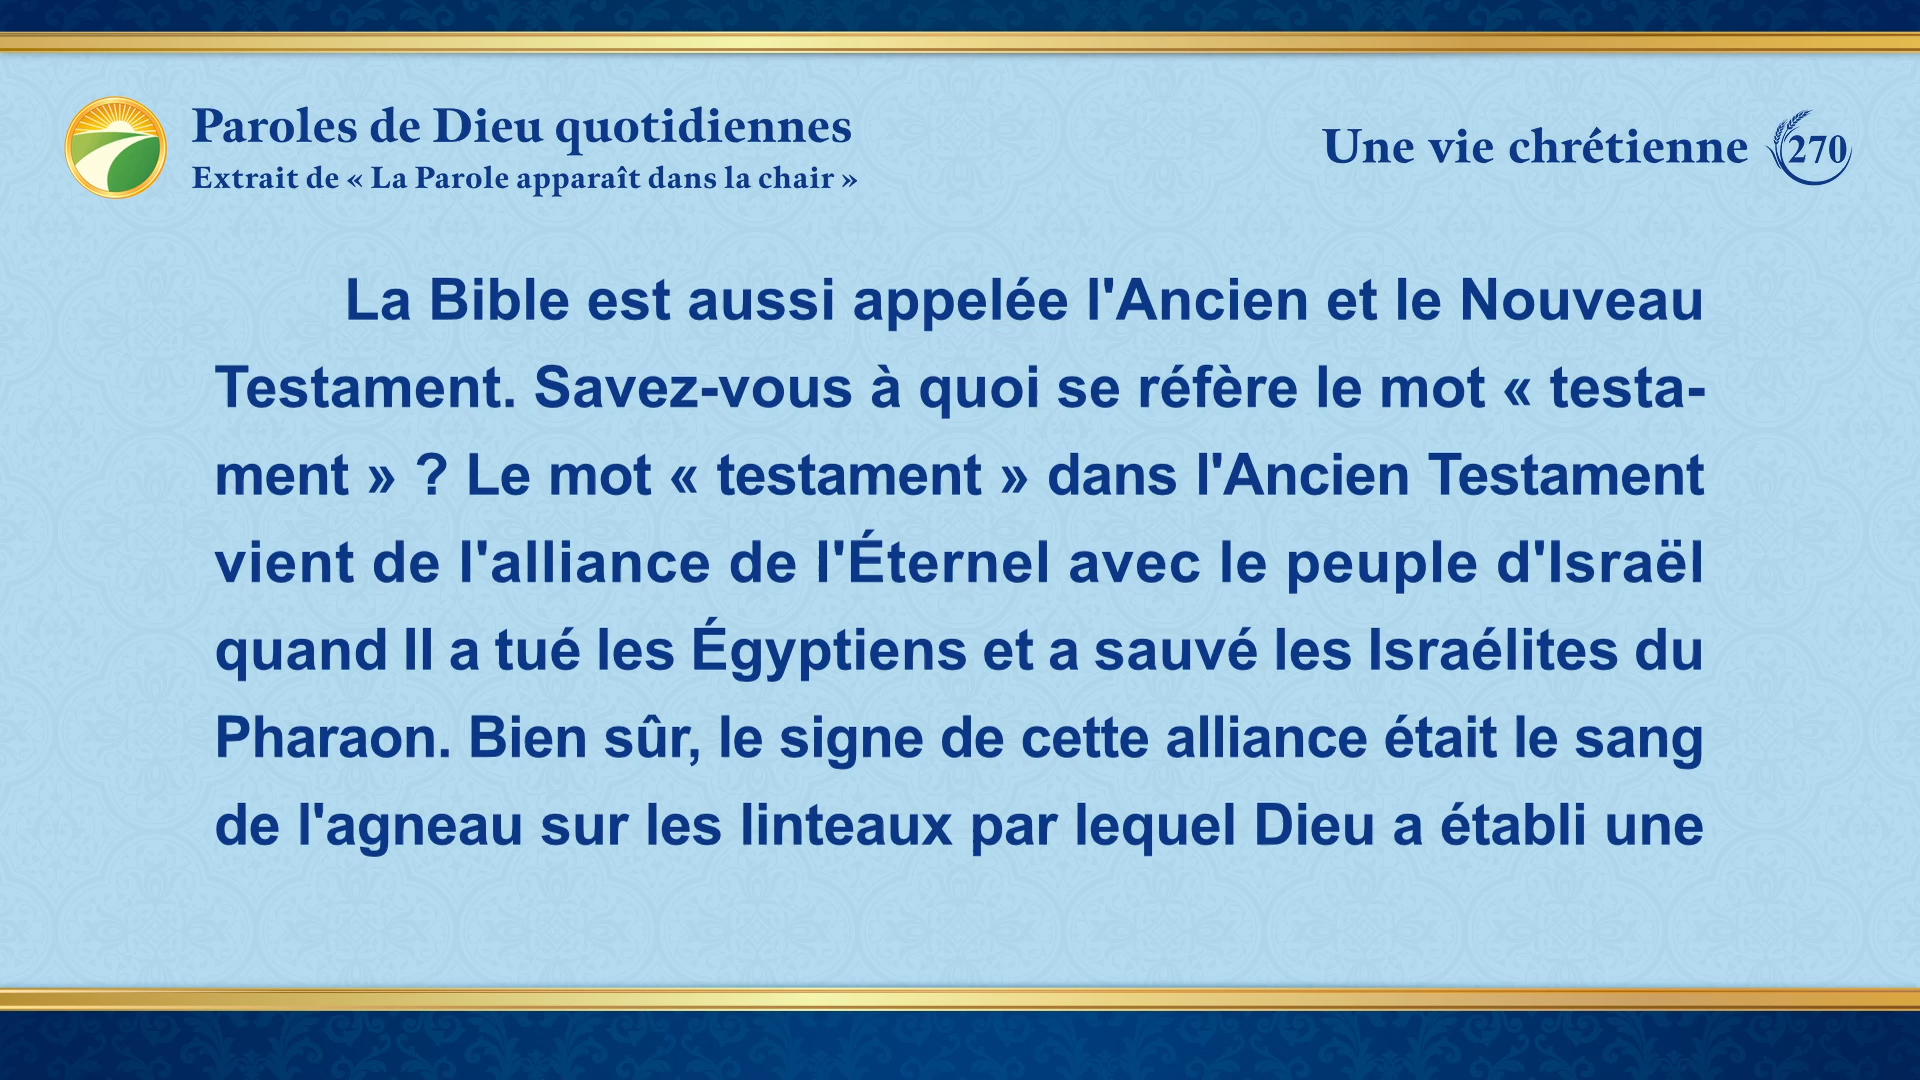 Paroles de Dieu quotidiennes
Extrait de « La Parole apparaît dans la chair »
Une vie chrétienne 270
La Bible est aussi appelée l'Ancien et le Nouveau
Testament. Savez-vous à quoi se réfère le mot « testa-
ment » ? Le mot « testament » dans l'Ancien Testament
vient de l'alliance de l'Éternel avec le peuple d'Israël
quand Il a tué les Égyptiens et a sauvé les Israélites du
Pharaon. Bien sûr, le signe de cette alliance était le sang
de l'agneau sur les linteaux par lequel Dieu a établi une